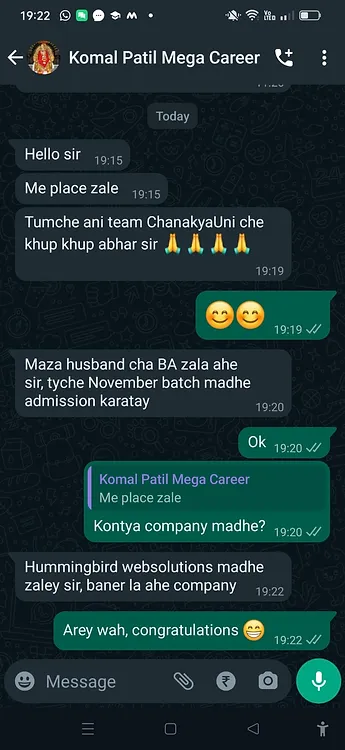 19:22
Komal Patil Mega Career
Today
Hello sir 19:15
Me place zale 19:15
Tumche ani team ChanakyaUni che
khup khup abhar sir 🙏 🙏 🙏 🙏
19:19
😊😊
19:19
Maza husband cha BA zala ahe
sir, tyche November batch madhe
admission karatay
19:20
Ok 19:20
Komal Patil Mega Career
Me place zale
Kontya company madhe? 19:20
Hummingbird websolutions madhe
zaley sir, baner la ahe company 19:22
Arey wah, congratulations 😁 19:22
Message